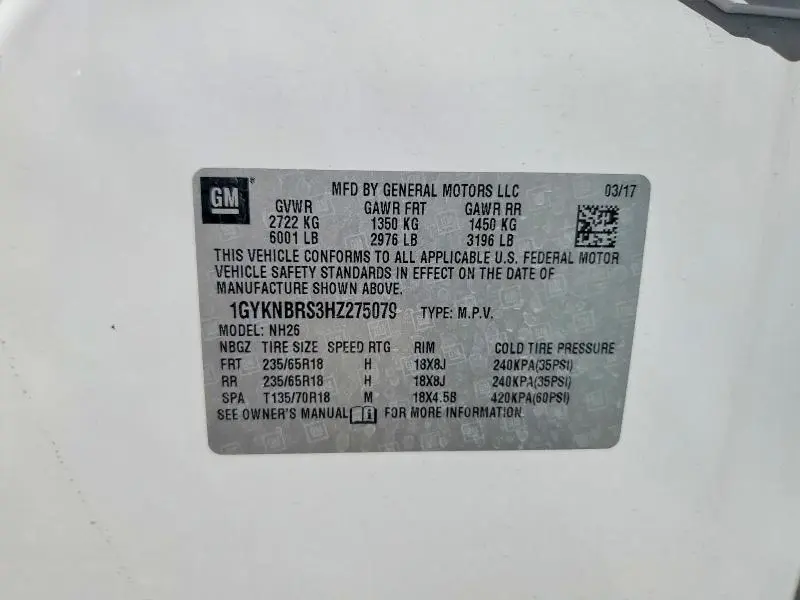 GM® MFD BY GENERAL MOTORS LLC 03/17
GVWR GAWR FRT GAWR RR
2722 KG 1350 KG 1450 KG
6001 LB 2976 LB 3196 LB
THIS VEHICLE CONFORMS TO ALL APPLICABLE U.S. FEDERAL MOTOR
VEHICLE SAFETY STANDARDS IN EFFECT ON THE DATE OF
MANUFACTURE SHOWN ABOVE.
1GYKNBRS3HZ275079 TYPE: M.P.V.
MODEL: NH26
NBGZ TIRE SIZE SPEED RTG RIM COLD TIRE PRESSURE
FRT 235/65R18 H 18X8J 240KPA(35PSI)
RR 235/65R18 H 18X8J 240KPA(35PSI)
SPA T135/70R18 M 18X4.5B 420KPA(60PSI)
SEE OWNER'S MANUAL i FOR MORE INFORMATION